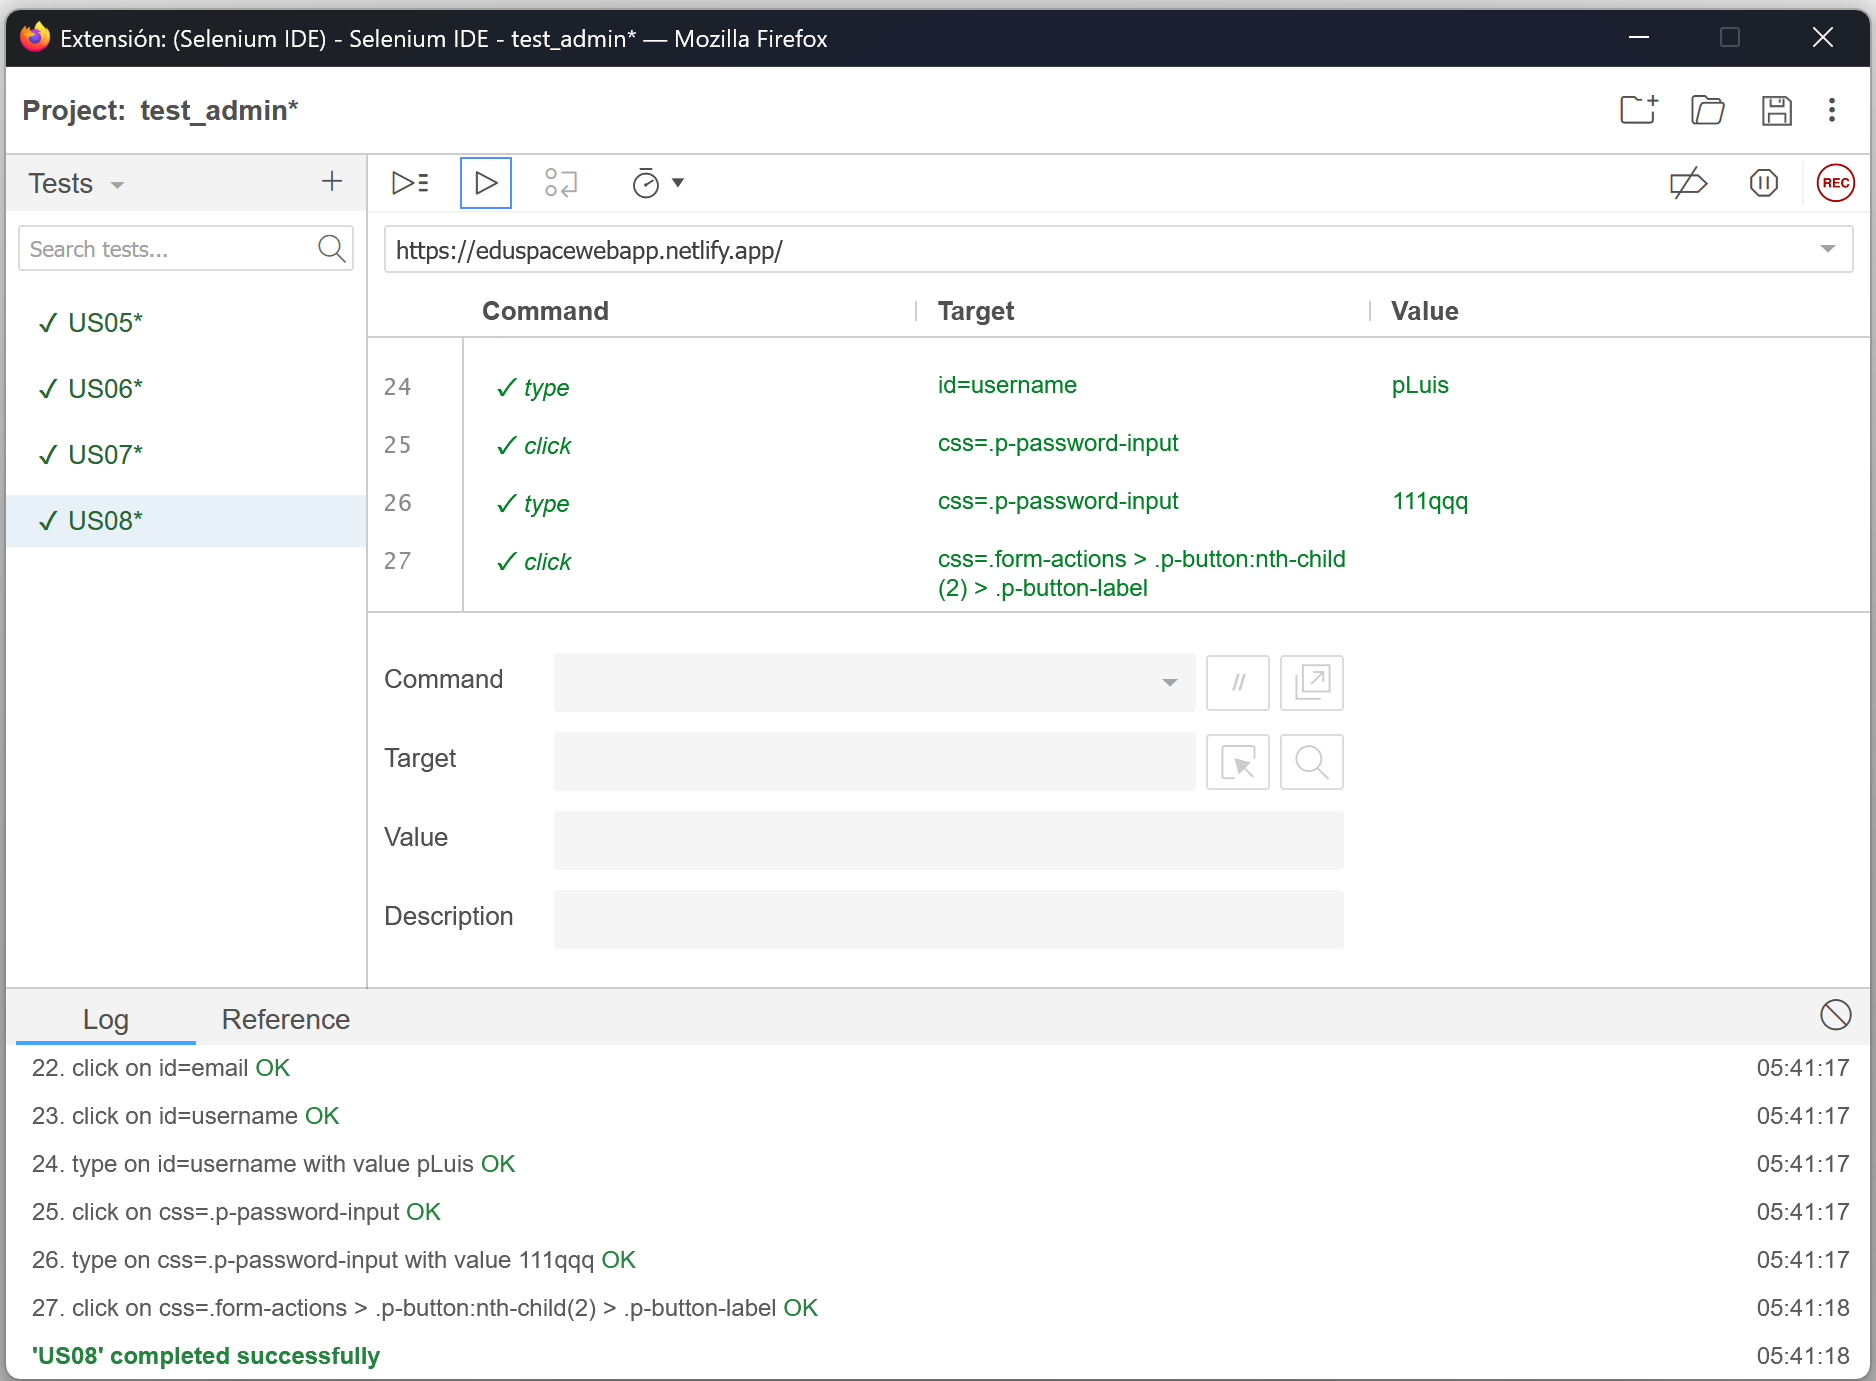 Extensión: (Selenium IDE) - Selenium IDE - test_admin* — Mozilla Firefox
Project: test_admin*
Tests
Search tests...
✓ US05*
✓ US06*
✓ US07*
✓ US08*
REC
https://eduspacewebapp.netlify.app/
Command Target Value
24 ✓ type id=username pLuis
25 ✓ click css=.p-password-input
26 ✓ type css=.p-password-input 111qqq
27 ✓ click css=.form-actions > .p-button:nth-child
(2) > .p-button-label
Command //
Target
Value
Description
Log Reference
22. click on id=email OK 05:41:17
23. click on id=username OK 05:41:17
24. type on id=username with value pLuis OK 05:41:17
25. click on css=.p-password-input OK 05:41:17
26. type on css=.p-password-input with value 111qqq OK 05:41:17
27. click on css=.form-actions > .p-button:nth-child(2) > .p-button-label OK 05:41:18
'US08' completed successfully 05:41:18